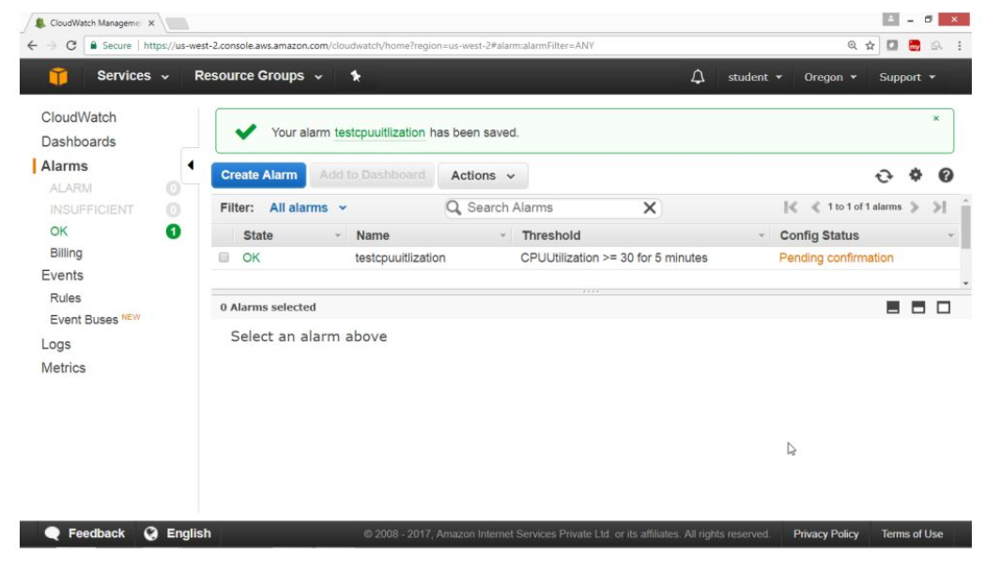 CloudWatch Managemen
Secure https://us-west-2.console.aws.amazon.com/cloudwatch/home?region=us-west-2#alarm:alarmFilter=ANY
Services Resource Groups student Oregon Support
CloudWatch
Dashboards
Alarms
ALARM 0
INSUFFICIENT 0
OK 1
Billing
Events
Rules
Event Buses NEW
Logs
Metrics
Your alarm testcpuuitlization has been saved.
Create Alarm Add to Dashboard Actions
Filter: All alarms Search Alarms 1 to 1 of 1 alarms
State Name Threshold Config Status
OK testcpuuitlization CPUUtilization >= 30 for 5 minutes Pending confirmation
0 Alarms selected
Select an alarm above
Feedback English © 2008 - 2017, Amazon Internet Services Private Ltd. or its affiliates. All rights reserved. Privacy Policy Terms of Use